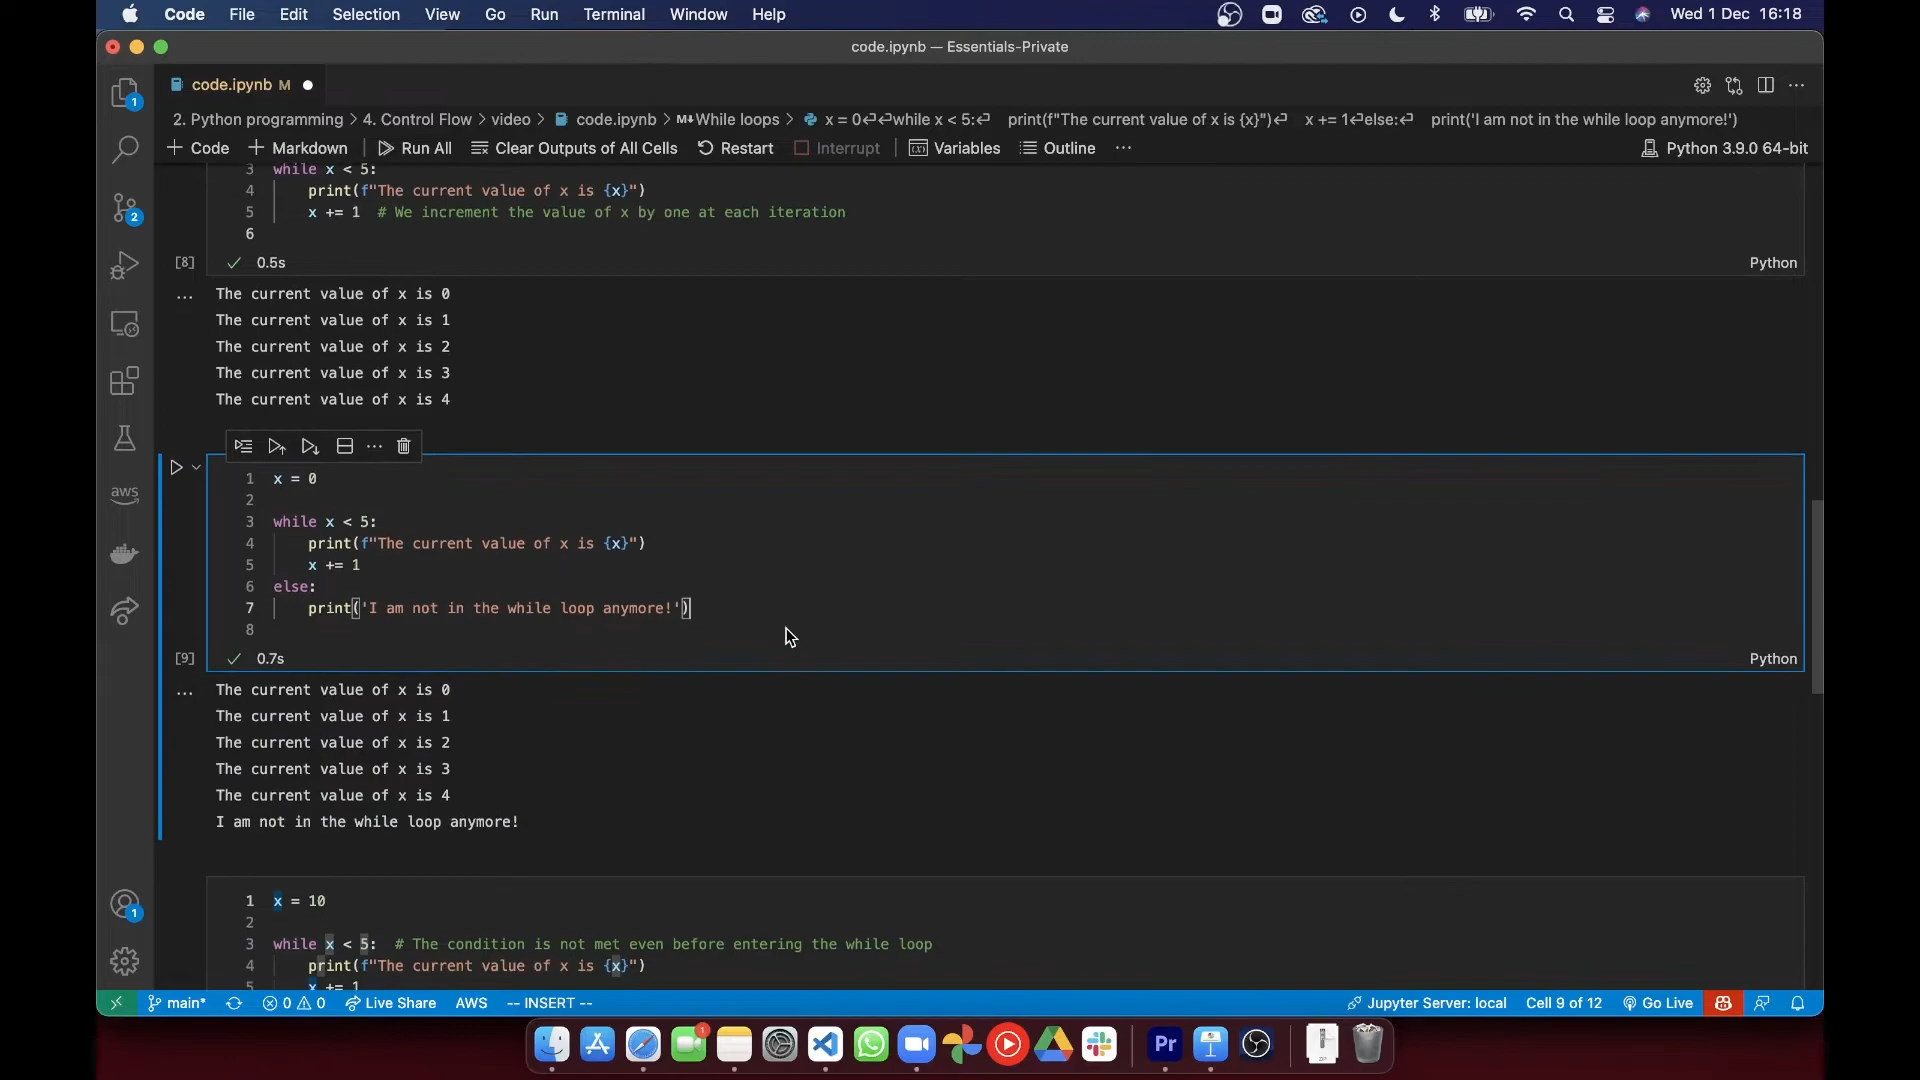 Code File Edit Selection View Go Run Terminal Window Help Wed 1 Dec 16:18
code.ipynb — Essentials-Private
code.ipynb M
2. Python programming > 4. Control Flow > video > code.ipynb > M↓While loops > x = 0↵↵while x < 5:↵ print(f"The current value of x is {x}")↵ x += 1↵else:↵ print('I am not in the while loop anymore!')
+ Code + Markdown Run All Clear Outputs of All Cells Restart Interrupt Variables Outline ... Python 3.9.0 64-bit
3 while x < 5:
4 print(f"The current value of x is {x}")
5 x += 1 # We increment the value of x by one at each iteration
6
[8] ✓ 0.5s Python
... The current value of x is 0
The current value of x is 1
The current value of x is 2
The current value of x is 3
The current value of x is 4
1 x = 0
2
3 while x < 5:
4 print(f"The current value of x is {x}")
5 x += 1
6 else:
7 print('I am not in the while loop anymore!')
8
[9] ✓ 0.7s Python
... The current value of x is 0
The current value of x is 1
The current value of x is 2
The current value of x is 3
The current value of x is 4
I am not in the while loop anymore!
1 x = 10
2
3 while x < 5: # The condition is not met even before entering the while loop
4 print(f"The current value of x is {x}")
5 x += 1
1
2
aws
1
main* 0 0 Live Share AWS -- INSERT -- Jupyter Server: local Cell 9 of 12 Go Live
1
Pr
ZIP